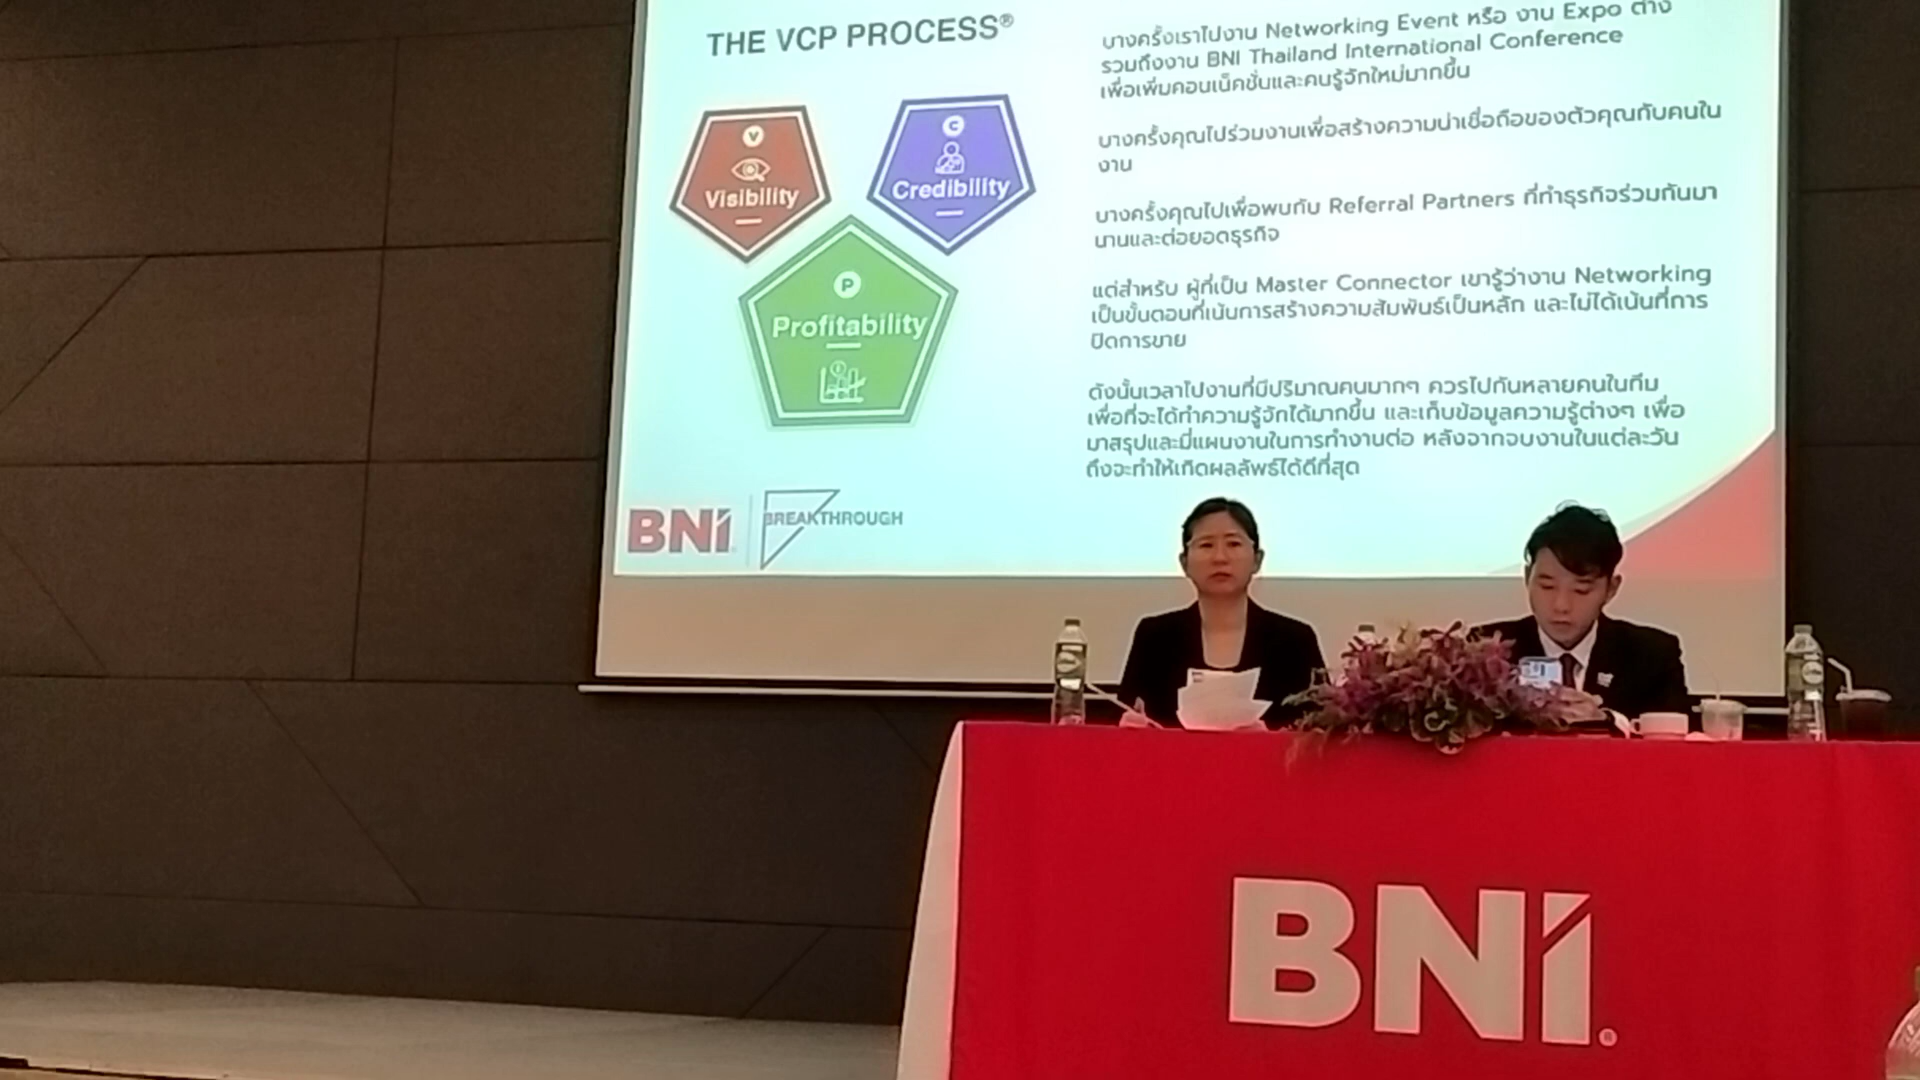 THE VCP PROCESS®
V
Visibility
C
Credibility
P
Profitability
บางครั้งเราไปงาน Networking Event หรือ งาน Expo ต่าง
รวมถึงงาน BNI Thailand International Conference
เพื่อเพิ่มคอนเน็คชั่นและคนรู้จักใหม่มากขึ้น
บางครั้งคุณไปร่วมงานเพื่อสร้างความน่าเชื่อถือของตัวคุณกับคนใน
งาน
บางครั้งคุณไปเพื่อพบกับ Referral Partners ที่ทำธุรกิจร่วมกันมา
นานและต่อยอดธุรกิจ
แต่สำหรับ ผู้ที่เป็น Master Connector เขารู้ว่างาน Networking
เป็นขั้นตอนที่เน้นการสร้างความสัมพันธ์เป็นหลัก และไม่ได้เน้นที่การ
ปิดการขาย
ดังนั้นเวลาไปงานที่มีปริมาณคนมากๆ ควรไปกันหลายคนในทีม
เพื่อที่จะได้ทำความรู้จักได้มากขึ้น และเก็บข้อมูลความรู้ต่างๆ เพื่อ
มาสรุปและมีแผนงานในการทำงานต่อ หลังจากจบงานในแต่ละวัน
ถึงจะทำให้เกิดผลลัพธ์ได้ดีที่สุด
BNI
BREAKTHROUGH
BNI®